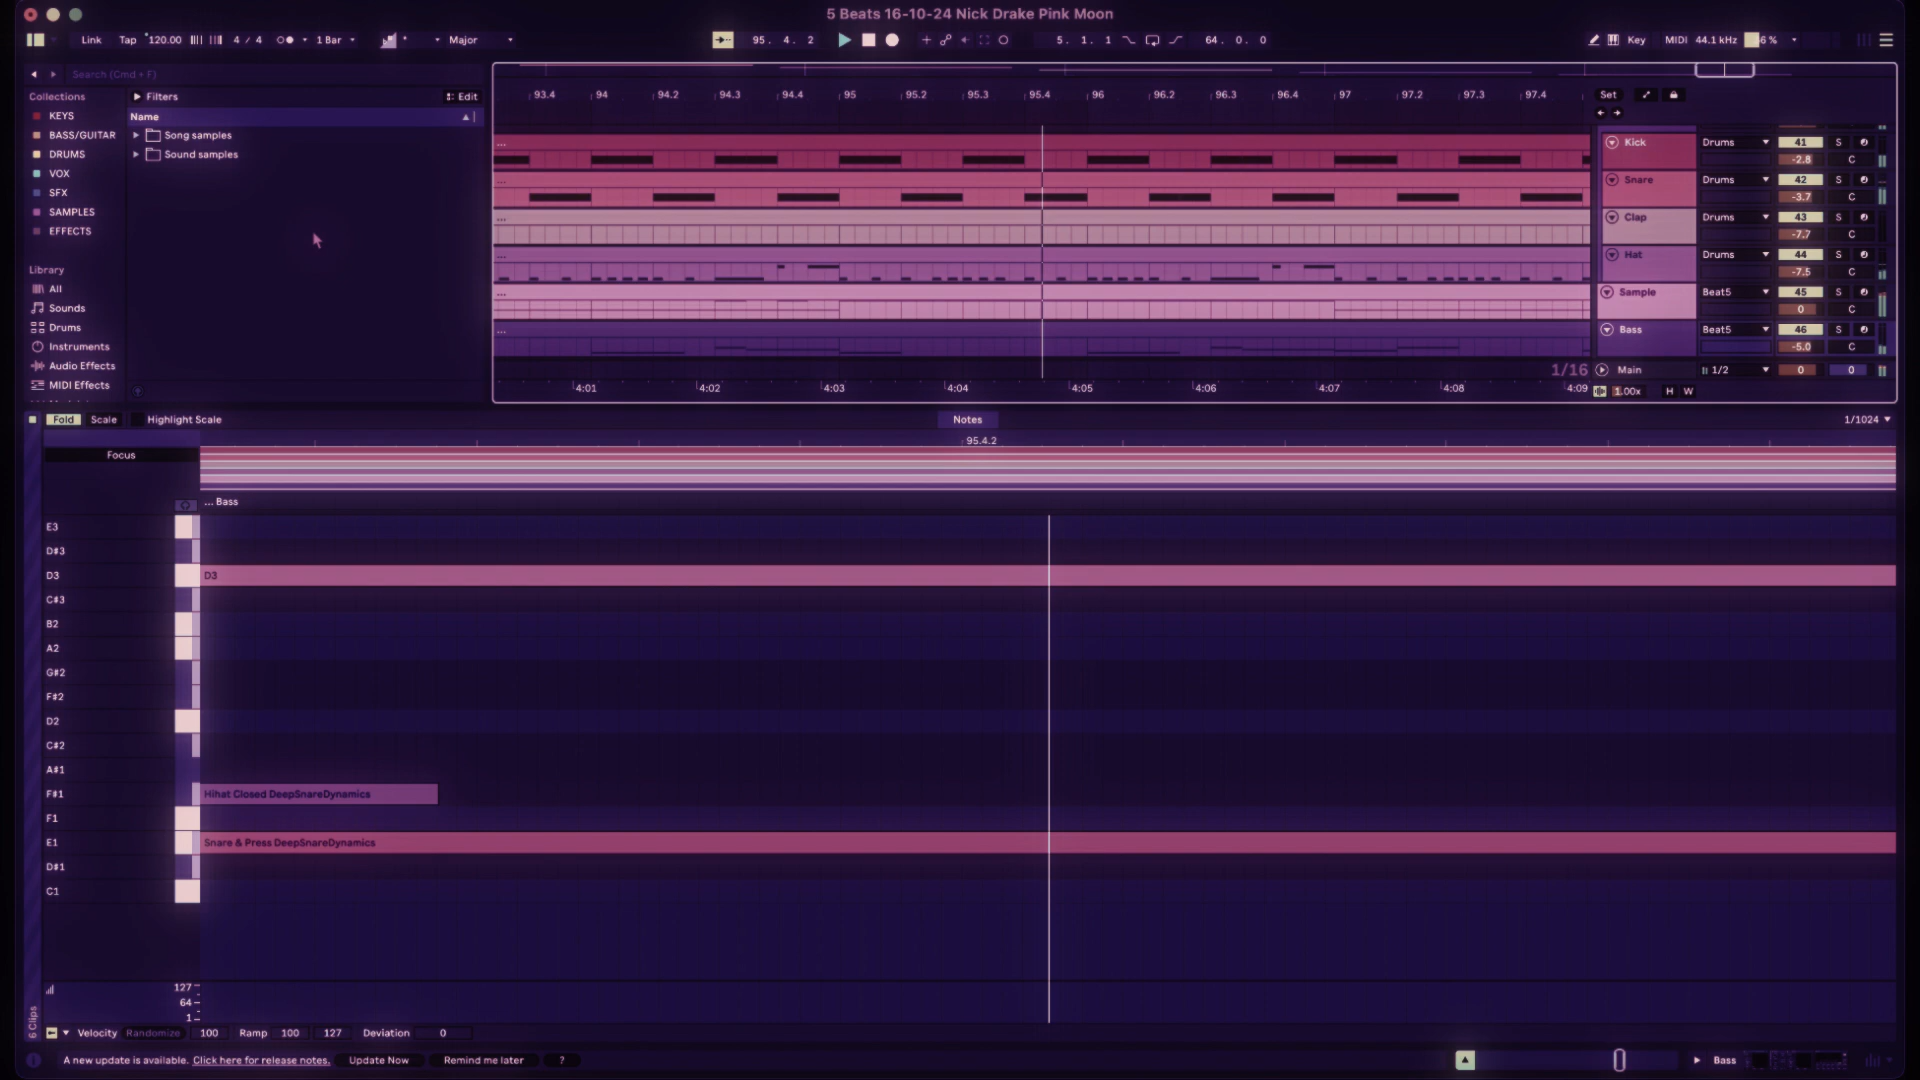 5 Beats 16-10-24 Nick Drake Pink Moon
Link Tap 120.00 4 / 4 1 Bar Major 95. 4. 2 5. 1. 1 64. 0. 0 Key MIDI 44.1 kHz 6 %
Search (Cmd + F)
Collections
KEYS
BASS/GUITAR
DRUMS
VOX
SFX
SAMPLES
EFFECTS
Library
All
Sounds
Drums
Instruments
Audio Effects
MIDI Effects
Filters Edit
Name
Song samples
Sound samples
93.4 94 94.2 94.3 94.4 95 95.2 95.3 95.4 96 96.2 96.3 96.4 97 97.2 97.3 97.4
Set
Kick Drums 41 S
-2.8 C
Snare Drums 42 S
-3.7 C
Clap Drums 43 S
-7.7 C
Hat Drums 44 S
-7.5 C
Sample Beat5 45 S
0 C
Bass Beat5 46 S
-5.0 C
1/16 Main 1/2 0 0
4:01 4:02 4:03 4:04 4:05 4:06 4:07 4:08 4:09 1.00x H W
Fold Scale Highlight Scale Notes 1/1024
95.4.2
Focus
... Bass
E3
D#3
D3 D3
C#3
B2
A2
G#2
F#2
D2
C#2
A#1
F#1 Hihat Closed DeepSnareDynamics
F1
E1 Snare & Press DeepSnareDynamics
D#1
C1
127
64
1
6 Clips
Velocity Randomize 100 Ramp 100 127 Deviation 0
A new update is available. Click here for release notes. Update Now Remind me later ? Bass